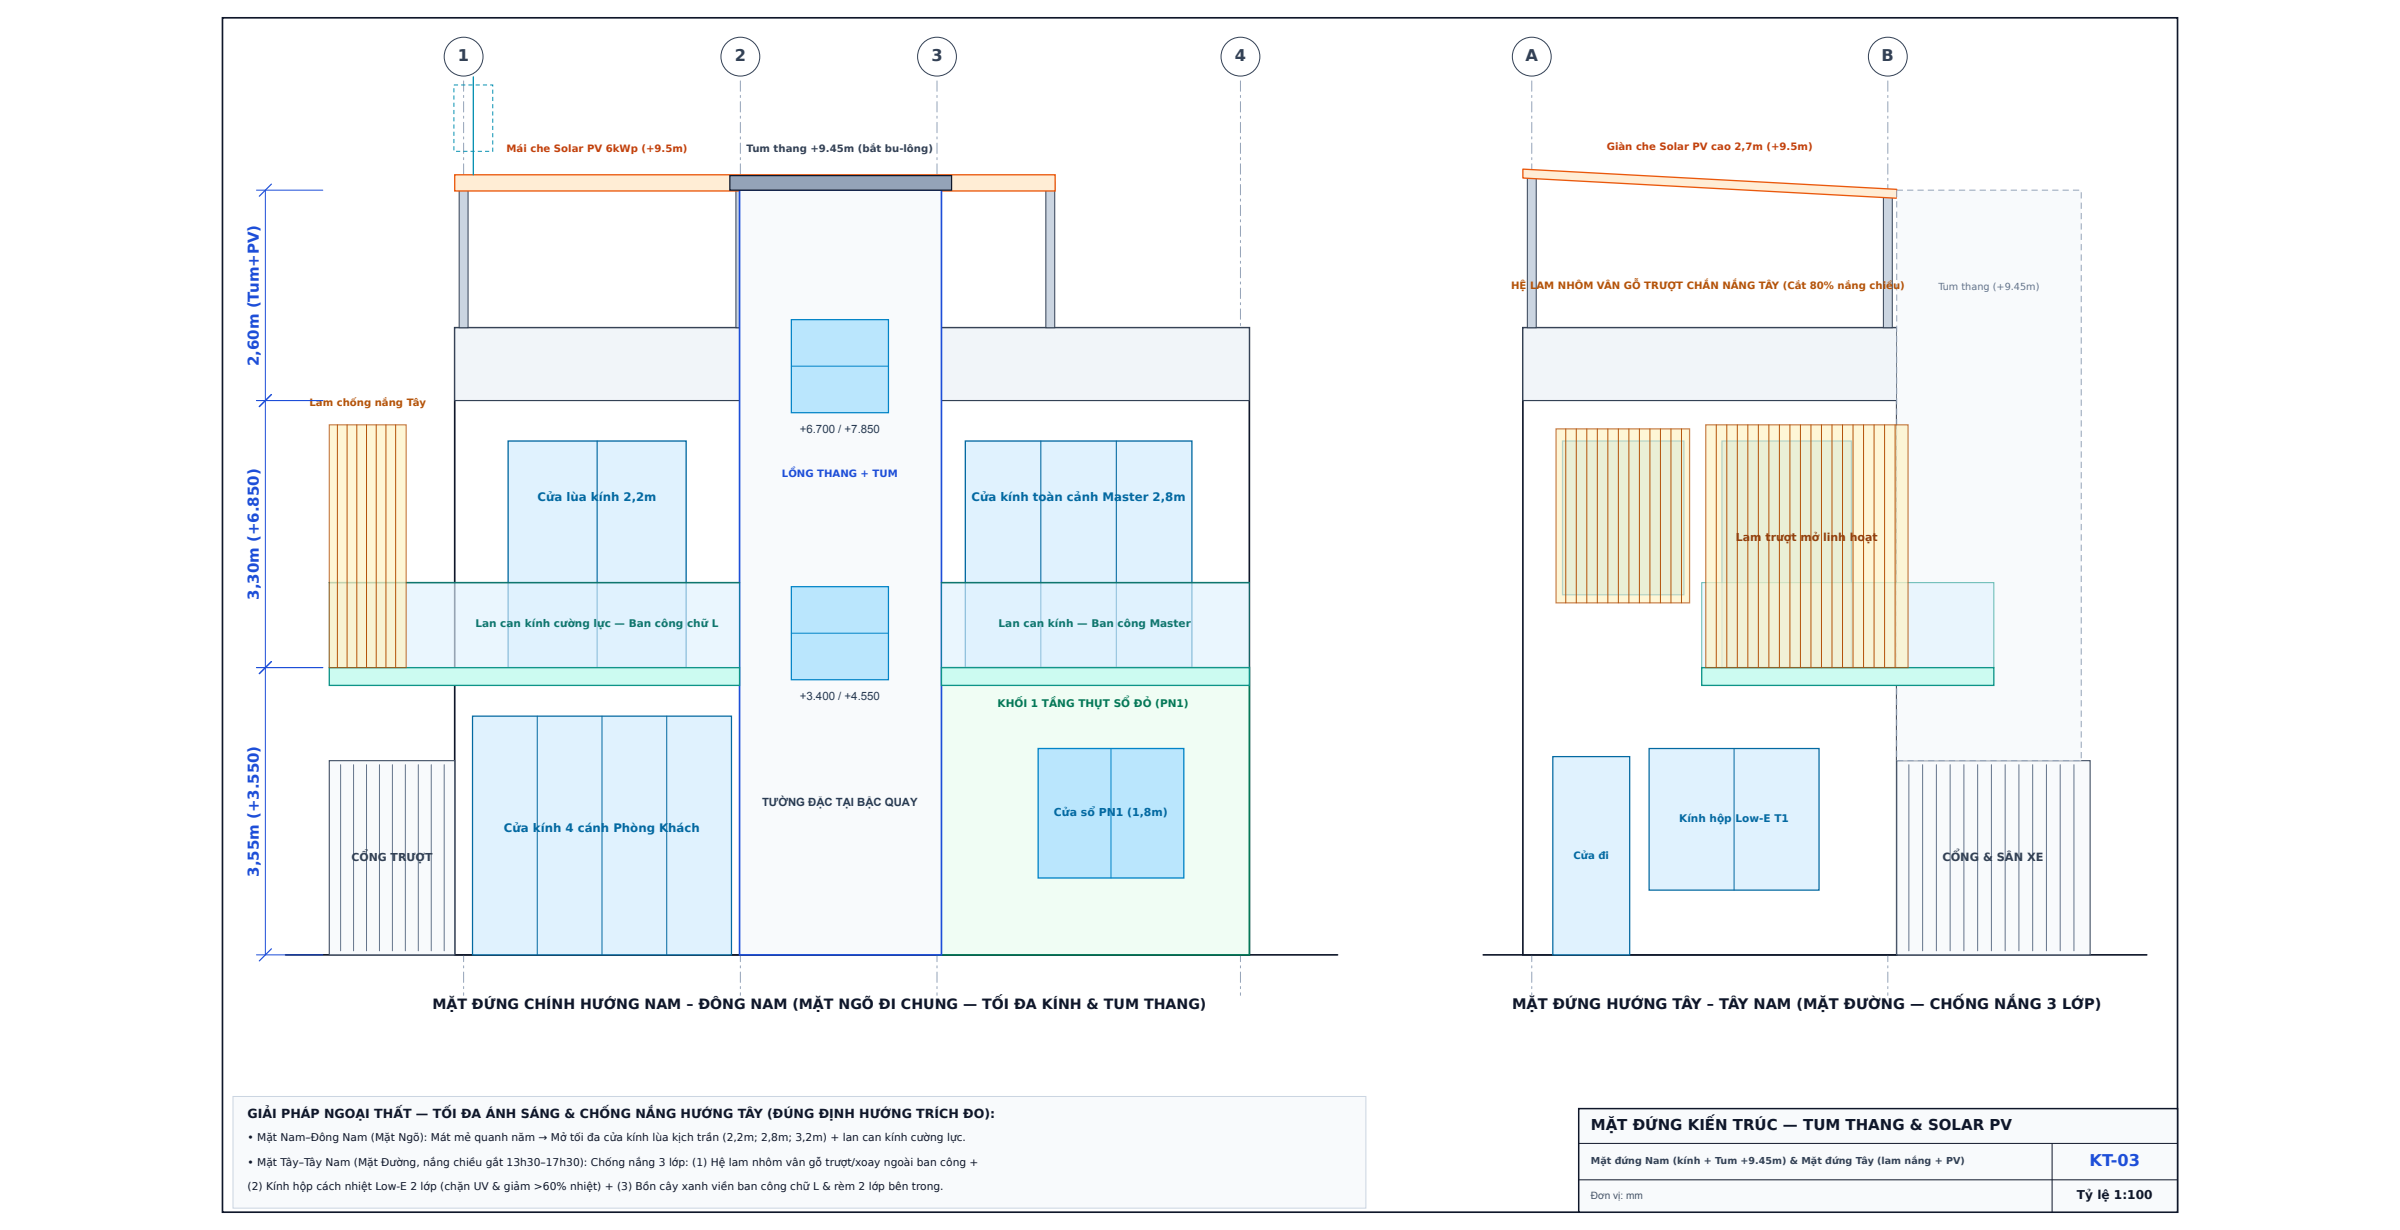 1
2
3
4
A
B
Mái che Solar PV 6kWp (+9.5m)
Tum thang +9.45m (bắt bu-lông)
Giàn che Solar PV cao 2,7m (+9.5m)
2,60m (Tum+PV)
HỆ LAM NHÔM VÂN GỖ TRƯỢT CHẮN NẮNG TÂY (Cắt 80% nắng chiều)
Tum thang (+9.45m)
Lam chống nắng Tây
+6.700 / +7.850
LỒNG THANG + TUM
3,30m (+6.850)
Cửa lùa kính 2,2m
Cửa kính toàn cảnh Master 2,8m
Lam trượt mở linh hoạt
Lan can kính cường lực — Ban công chữ L
Lan can kính — Ban công Master
+3.400 / +4.550
KHỐI 1 TẦNG THỤT SỔ ĐỎ (PN1)
3,55m (+3.550)
TƯỜNG ĐẶC TẠI BẬC QUAY
Cửa sổ PN1 (1,8m)
Kính hộp Low-E T1
Cửa kính 4 cánh Phòng Khách
CỔNG TRƯỢT
Cửa đi
CỔNG & SÂN XE
MẶT ĐỨNG CHÍNH HƯỚNG NAM – ĐÔNG NAM (MẶT NGÕ ĐI CHUNG — TỐI ĐA KÍNH & TUM THANG)
MẶT ĐỨNG HƯỚNG TÂY – TÂY NAM (MẶT ĐƯỜNG — CHỐNG NẮNG 3 LỚP)
GIẢI PHÁP NGOẠI THẤT — TỐI ĐA ÁNH SÁNG & CHỐNG NẮNG HƯỚNG TÂY (ĐÚNG ĐỊNH HƯỚNG TRÍCH ĐO):
• Mặt Nam–Đông Nam (Mặt Ngõ): Mát mẻ quanh năm → Mở tối đa cửa kính lùa kịch trần (2,2m; 2,8m; 3,2m) + lan can kính cường lực.
• Mặt Tây–Tây Nam (Mặt Đường, nắng chiều gắt 13h30–17h30): Chống nắng 3 lớp: (1) Hệ lam nhôm vân gỗ trượt/xoay ngoài ban công +
(2) Kính hộp cách nhiệt Low-E 2 lớp (chặn UV & giảm >60% nhiệt) + (3) Bồn cây xanh viền ban công chữ L & rèm 2 lớp bên trong.
MẶT ĐỨNG KIẾN TRÚC — TUM THANG & SOLAR PV
Mặt đứng Nam (kính + Tum +9.45m) & Mặt đứng Tây (lam nắng + PV)
KT-03
Đơn vị: mm
Tỷ lệ 1:100